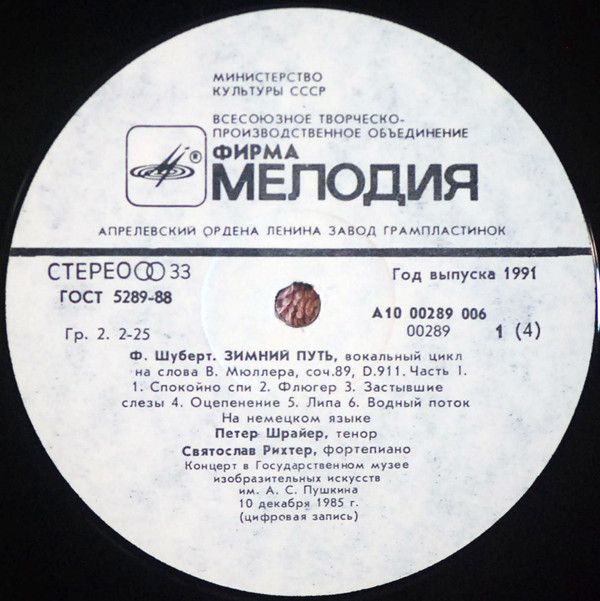 МИНИСТЕРСТВО
КУЛЬТУРЫ СССР
ВСЕСОЮЗНОЕ ТВОРЧЕСКО-
ПРОИЗВОДСТВЕННОЕ ОБЪЕДИНЕНИЕ
® ФИРМА
МЕЛОДИЯ
АПРЕЛЕВСКИЙ ОРДЕНА ЛЕНИНА ЗАВОД ГРАМПЛАСТИНОК
СТЕРЕО 33
Год выпуска 1991
ГОСТ 5289-88
А10 00289 006
Гр. 2. 2-25
00289
1 (4)
Ф. Шуберт. ЗИМНИЙ ПУТЬ, вокальный цикл
на слова В. Мюллера, соч.89, D.911. Часть I.
1. Спокойно спи 2. Флюгер 3. Застывшие
слезы 4. Оцепенение 5. Липа 6. Водный поток
На немецком языке
Петер Шрайер, тенор
Святослав Рихтер, фортепиано
Концерт в Государственном музее
изобразительных искусств
им. А. С. Пушкина
10 декабря 1985 г.
(цифровая запись)